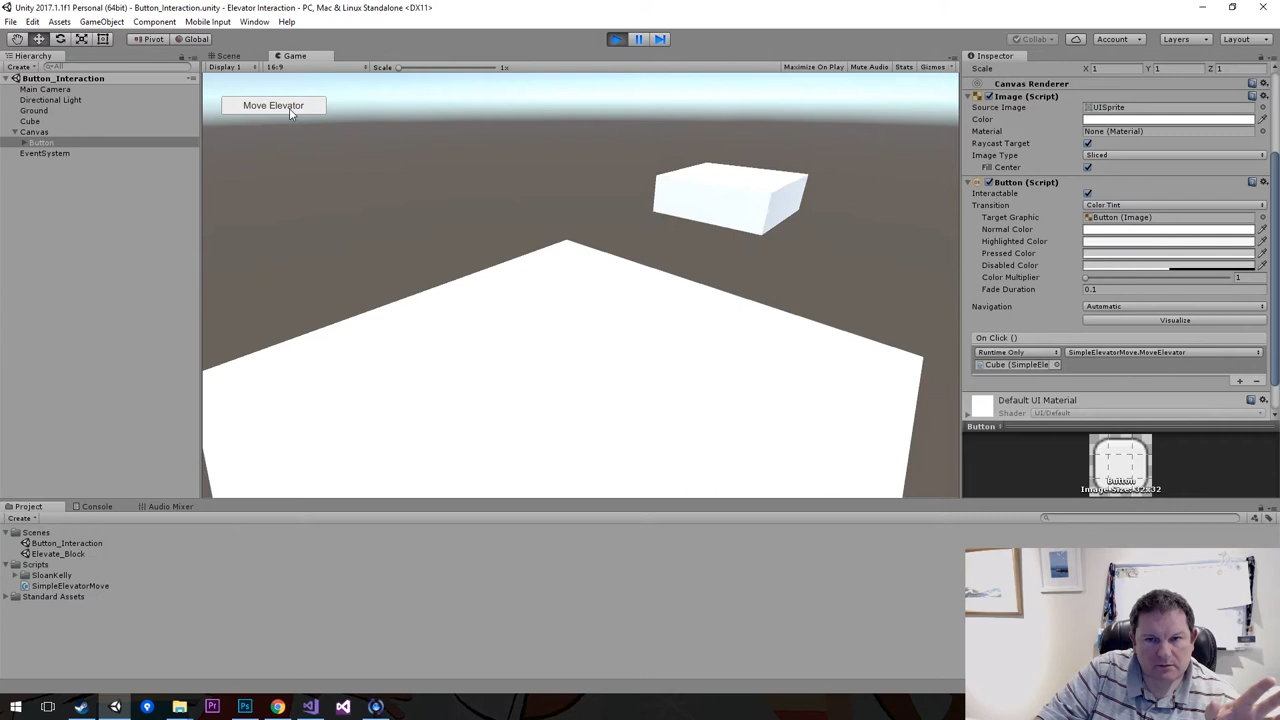 Unity 2017.1.1f1 Personal (64bit) - Button_Interaction.unity - Elevator Interaction - PC, Mac & Linux Standalone <DX11>
File Edit Assets GameObject Component Mobile Input Window Help
Pivot Global Collab Account Layers Layout
Hierarchy
Create All
Button_Interaction
Main Camera
Directional Light
Ground
Cube
Canvas
Button
EventSystem
Scene Game
Display 1 16:9 Scale 1x Maximize On Play Mute Audio Stats Gizmos
Move Elevator
Inspector
Scale X 1 Y 1 Z 1
Canvas Renderer
Image (Script)
Source Image UISprite
Color
Material None (Material)
Raycast Target
Image Type Sliced
Fill Center
Button (Script)
Interactable
Transition Color Tint
Target Graphic Button (Image)
Normal Color
Highlighted Color
Pressed Color
Disabled Color
Color Multiplier 1
Fade Duration 0.1
Navigation Automatic
Visualize
On Click ()
Runtime Only SimpleElevatorMove.MoveElevator
Cube (SimpleEle
Default UI Material
Shader UI/Default
Button
Button
Image Size: 32x32
Project Console Audio Mixer
Create
Scenes
Button_Interaction
Elevate_Block
Scripts
SloanKelly
SimpleElevatorMove
Standard Assets
Pr Ps